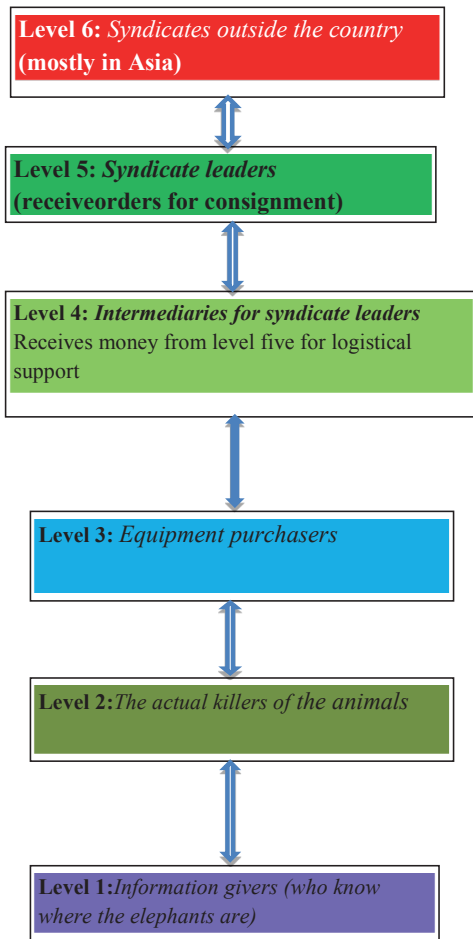 Level 6: Syndicates outside the country
(mostly in Asia)
Level 5: Syndicate leaders
(receiveorders for consignment)
Level 4: Intermediaries for syndicate leaders
Receives money from level five for logistical
support
Level 3: Equipment purchasers
Level 2:The actual killers of the animals
Level 1:Information givers (who know
where the elephants are)